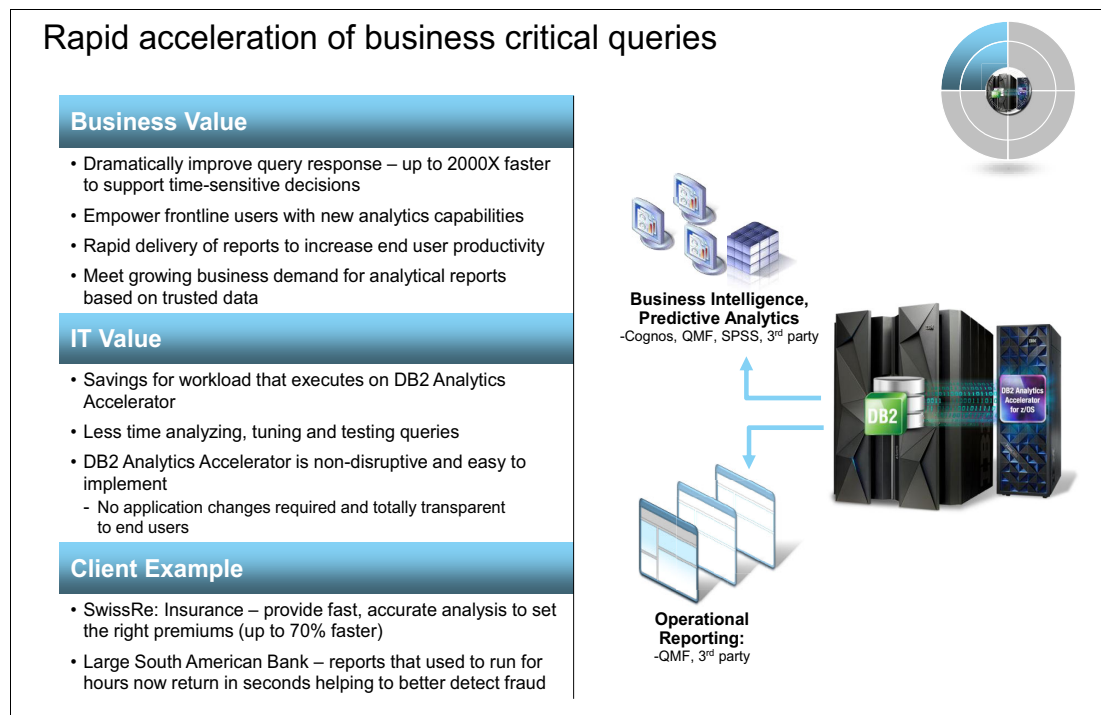 Rapid acceleration of business critical queries
Business Value
• Dramatically improve query response – up to 2000X faster
to support time-sensitive decisions
• Empower frontline users with new analytics capabilities
• Rapid delivery of reports to increase end user productivity
• Meet growing business demand for analytical reports
based on trusted data
IT Value
• Savings for workload that executes on DB2 Analytics
Accelerator
• Less time analyzing, tuning and testing queries
• DB2 Analytics Accelerator is non-disruptive and easy to
implement
- No application changes required and totally transparent
to end users
Client Example
• SwissRe: Insurance – provide fast, accurate analysis to set
the right premiums (up to 70% faster)
• Large South American Bank – reports that used to run for
hours now return in seconds helping to better detect fraud
Business Intelligence,
Predictive Analytics
-Cognos, QMF, SPSS, 3rd party
DB2
DB2 Analytics
Accelerator
for z/OS
Operational
Reporting:
-QMF, 3rd party